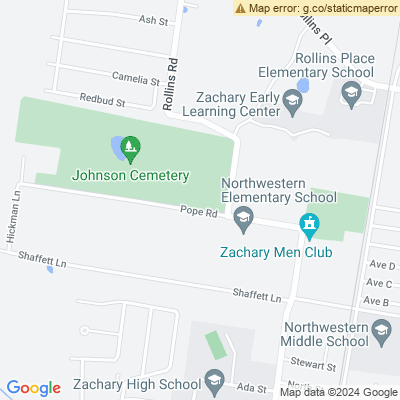 Map error: g.co/staticmaperror
Ash St
Rollins Pl
Rollins Rd
Camelia St
Rollins Place
Elementary School
Redbud St
Zachary Early
Learning Center
Johnson Cemetery
Northwestern
Elementary School
Hickman Ln
Pope Rd
Zachary Men Club
Shaffett Ln
Ave D
Ave C
Shaffett Ln
Ave B
Northwestern
Middle School
Stewart St
Zachary High School
Ada St
North St
Google
Map data ©2024 Google